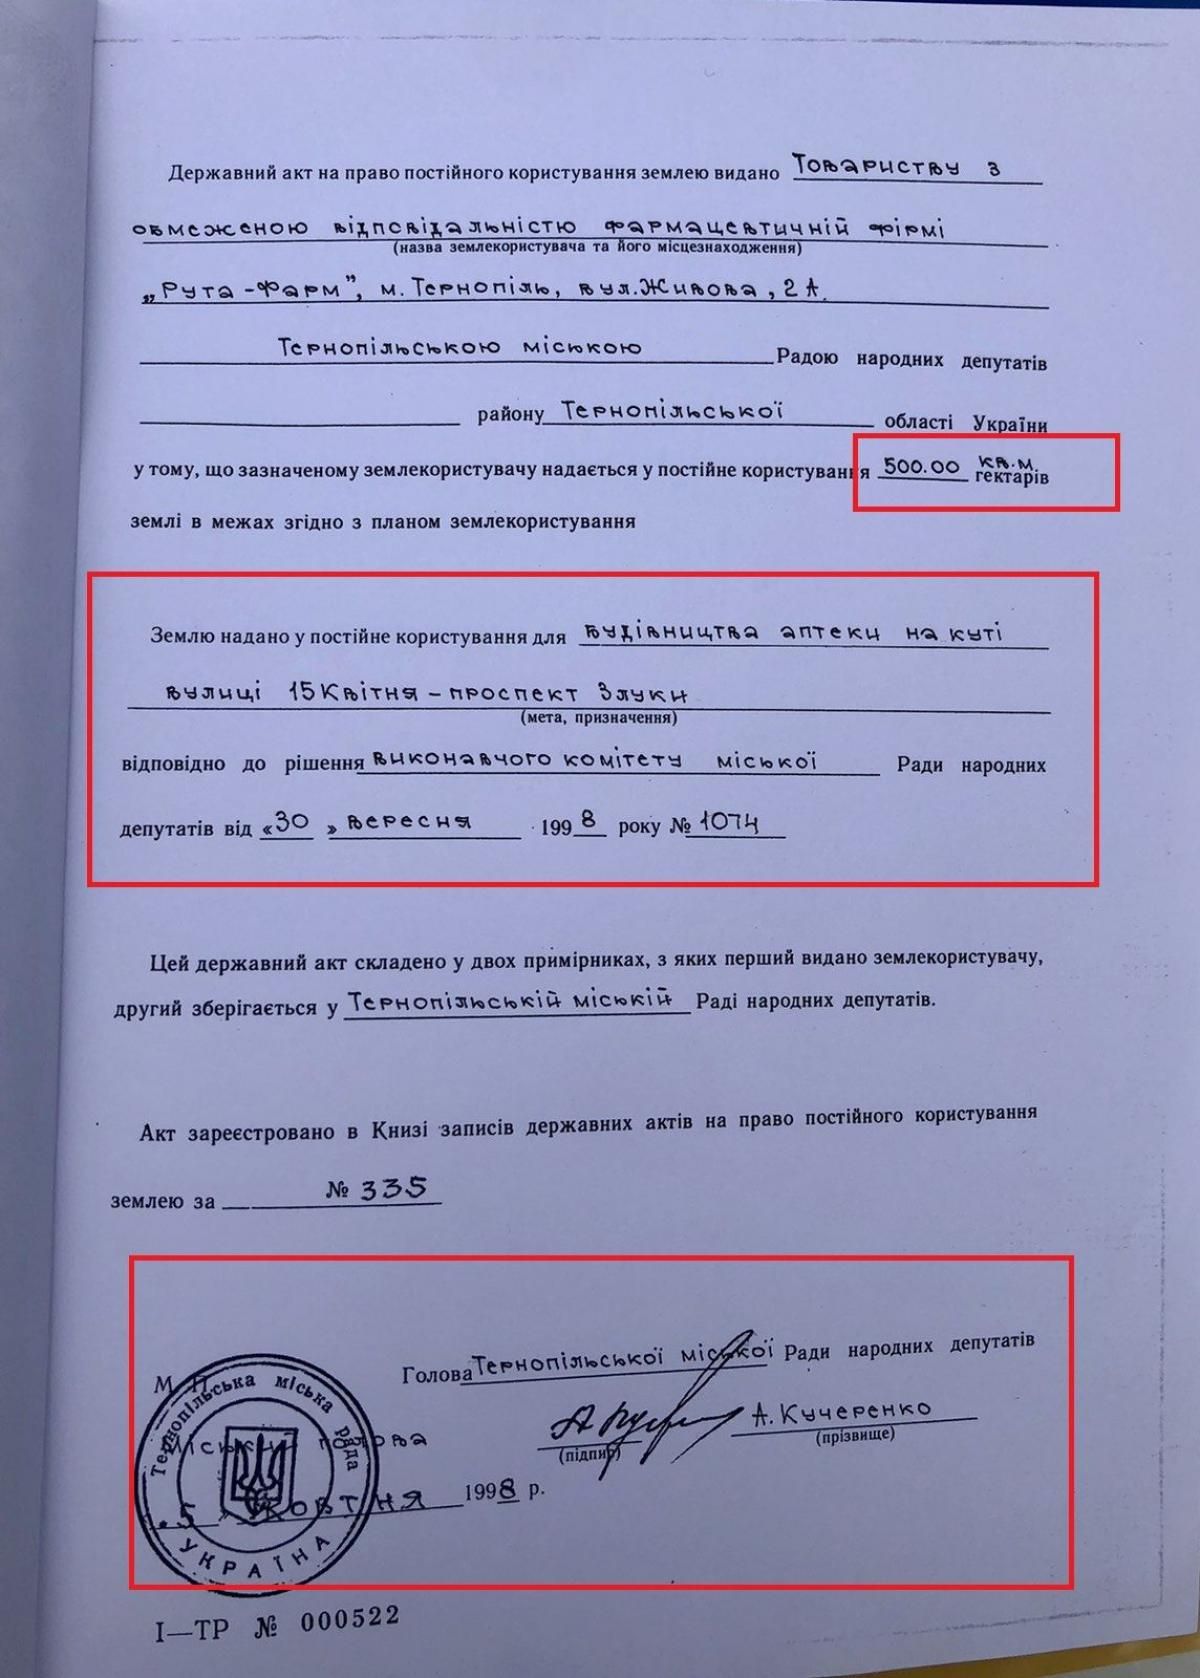 Державний акт на право постійного користування землею видано Товариству з
обмеженою відповідальністю фармацевтичній фірмі
(назва землекористувача та його місцезнаходження)
„Рута-Фарм”, м. Тернопіль, вул. Живова, 2А.
Тернопільською міською Радою народних депутатів
району Тернопільської області України
у тому, що зазначеному землекористувачу надається у постійне користування 500.00 кв.м. гектарів
землі в межах згідно з планом землекористування
Землю надано у постійне користування для будівництва аптеки на куті
вулиці 15 Квітня – проспект Злуки
(мета, призначення)
відповідно до рішення виконавчого комітету міської Ради народних
депутатів від «30» вересня 1998 року № 1074
Цей державний акт складено у двох примірниках, з яких перший видано землекористувачу,
другий зберігається у Тернопільській міській Раді народних депутатів.
Акт зареєстровано в Книзі записів державних актів на право постійного користування
землею за № 335
Голова Тернопільської міської Ради народних депутатів
М. П.
Тернопільська міська рада
Міський голова
А. Кучеренко
(підпис) (прізвище)
5 » жовтня 1998 р.
УКРАЇНА
І—ТР № 000522